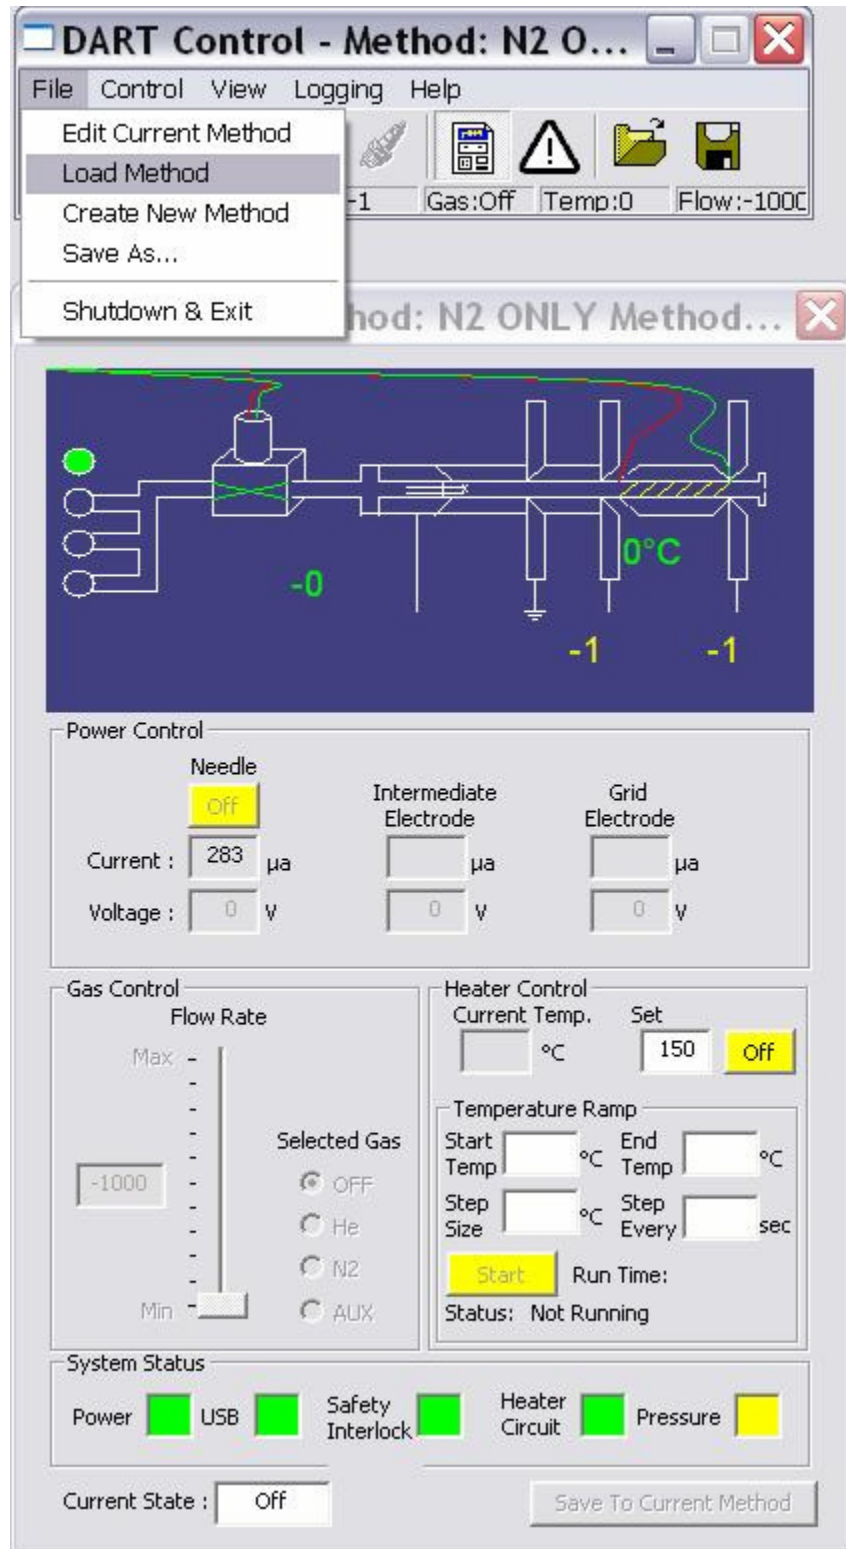 DART Control - Method: N2 O...
File Control View Logging Help
Edit Current Method
Load Method
Create New Method
Save As...
Shutdown & Exit
-1 Gas:Off Temp:0 Flow:-1000
hod: N2 ONLY Method...
0°C
-0
-1 -1
Power Control
Needle
Off
Intermediate
Electrode
Grid
Electrode
Current : 283 µa µa µa
Voltage : 0 V 0 V 0 V
Gas Control
Flow Rate
Max
-1000
Min
Selected Gas
OFF
He
N2
AUX
Heater Control
Current Temp. Set
°C 150 Off
Temperature Ramp
Start
Temp °C
End
Temp °C
Step
Size °C
Step
Every sec
Start Run Time:
Status: Not Running
System Status
Power USB
Safety
Interlock
Heater
Circuit
Pressure
Current State : Off Save To Current Method